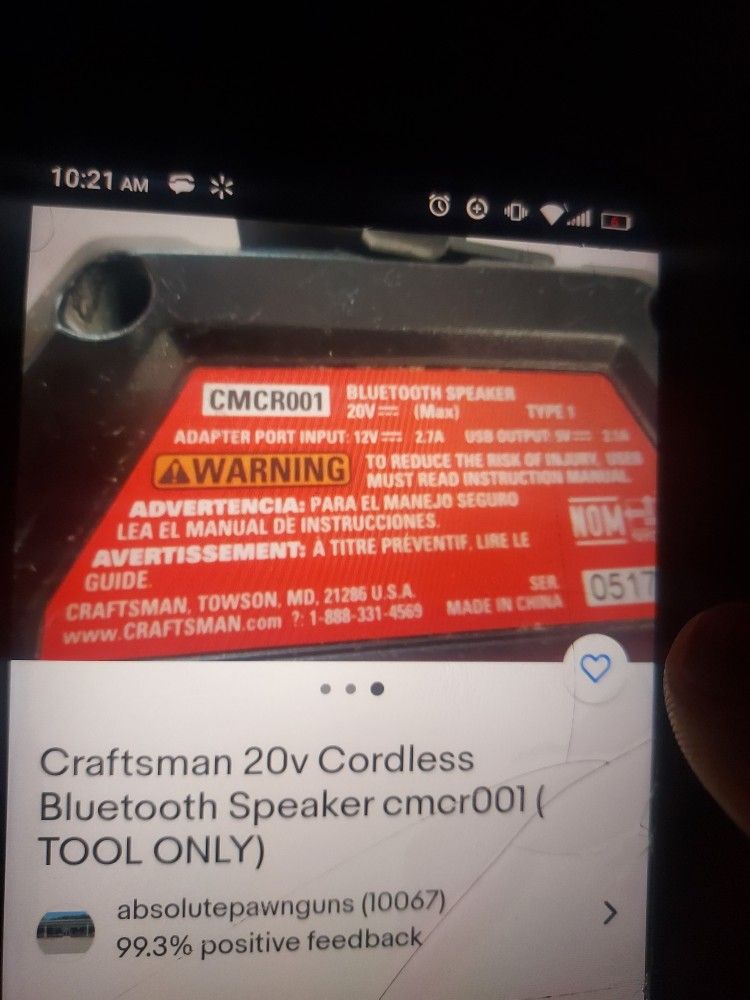 10:21 AM
CMCR001
BLUETOOTH SPEAKER
20V⎓ (Max) TYPE 1
ADAPTER PORT INPUT: 12V⎓ 2.7A USB OUTPUT:
WARNING
TO REDUCE THE RISK OF INJURY, USER
MUST READ INSTRUCTION MANUAL.
ADVERTENCIA: PARA EL MANEJO SEGURO
LEA EL MANUAL DE INSTRUCCIONES.
AVERTISSEMENT: À TITRE PRÉVENTIF, LIRE LE
GUIDE.
NOM
CRAFTSMAN, TOWSON, MD, 21286 U.S.A.
www.CRAFTSMAN.com ?: 1-888-331-4569
SER.
MADE IN CHINA
0517
Craftsman 20v Cordless
Bluetooth Speaker cmcr001 (
TOOL ONLY)
absolutepawnguns (10067)
99.3% positive feedback